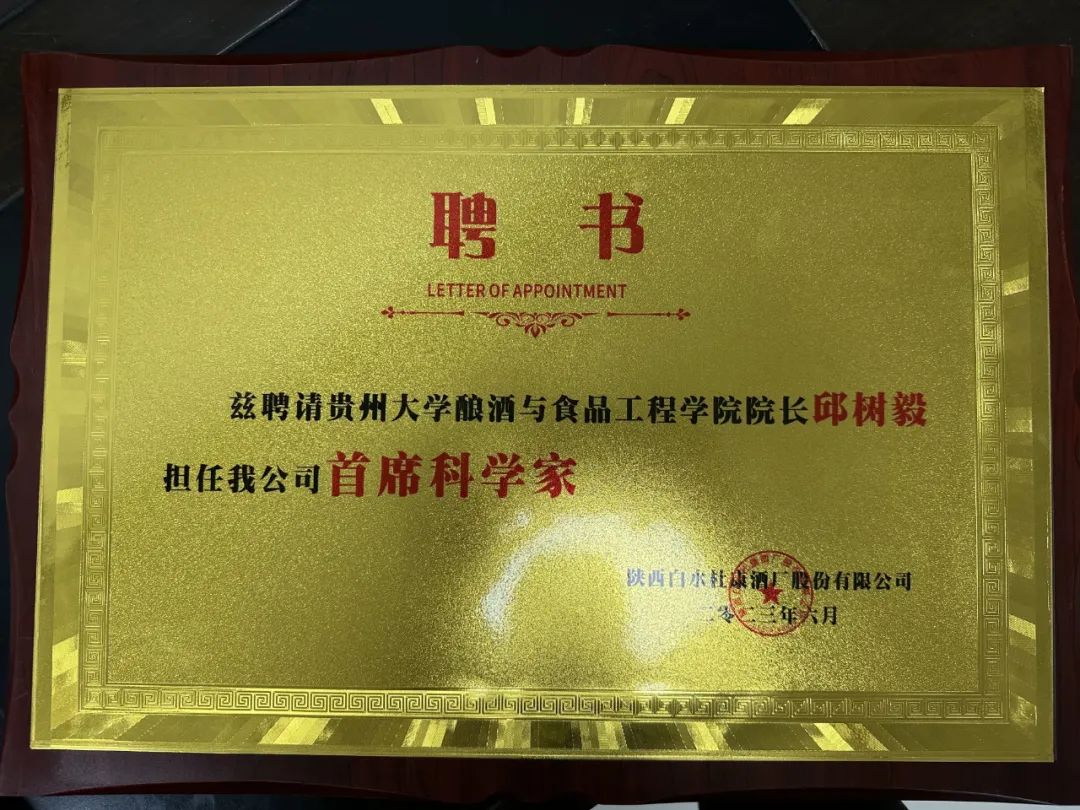 聘 书
LETTER OF APPOINTMENT
兹聘请贵州大学酿酒与食品工程学院院长邱树毅
担任我公司首席科学家
陕西白水杜康酒厂股份有限公司
二零二三年六月